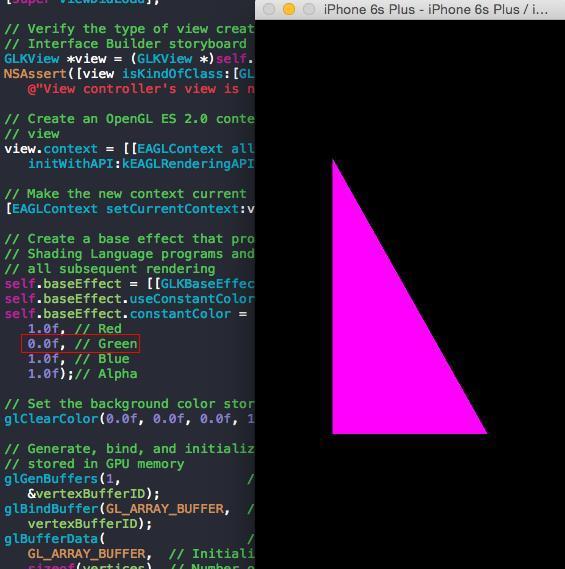 [super viewDidLoad];
// Verify the type of view creat
// Interface Builder storyboard
GLKView *view = (GLKView *)self.
NSAssert([view isKindOfClass:[GL
@"View controller's view is n
// Create an OpenGL ES 2.0 conte
// view
view.context = [[EAGLContext all
initWithAPI:kEAGLRenderingAPI
// Make the new context current
[EAGLContext setCurrentContext:v
// Create a base effect that pro
// Shading Language programs and
// all subsequent rendering
self.baseEffect = [[GLKBaseEffec
self.baseEffect.useConstantColor
self.baseEffect.constantColor =
1.0f, // Red
0.0f, // Green
1.0f, // Blue
1.0f);// Alpha
// Set the background color stor
glClearColor(0.0f, 0.0f, 0.0f, 1
// Generate, bind, and initializ
// stored in GPU memory
glGenBuffers(1, //
&vertexBufferID);
glBindBuffer(GL_ARRAY_BUFFER, //
vertexBufferID);
glBufferData( //
GL_ARRAY_BUFFER, // Initiali
sizeof(vertices), // Number o
iPhone 6s Plus - iPhone 6s Plus / i...